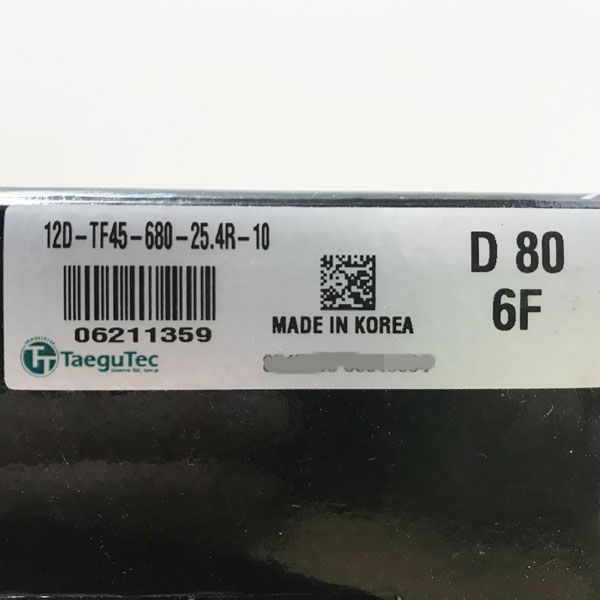 12D-TF45-680-25.4R-10
06211359
TaeguTec
MADE IN KOREA
D 80
6F